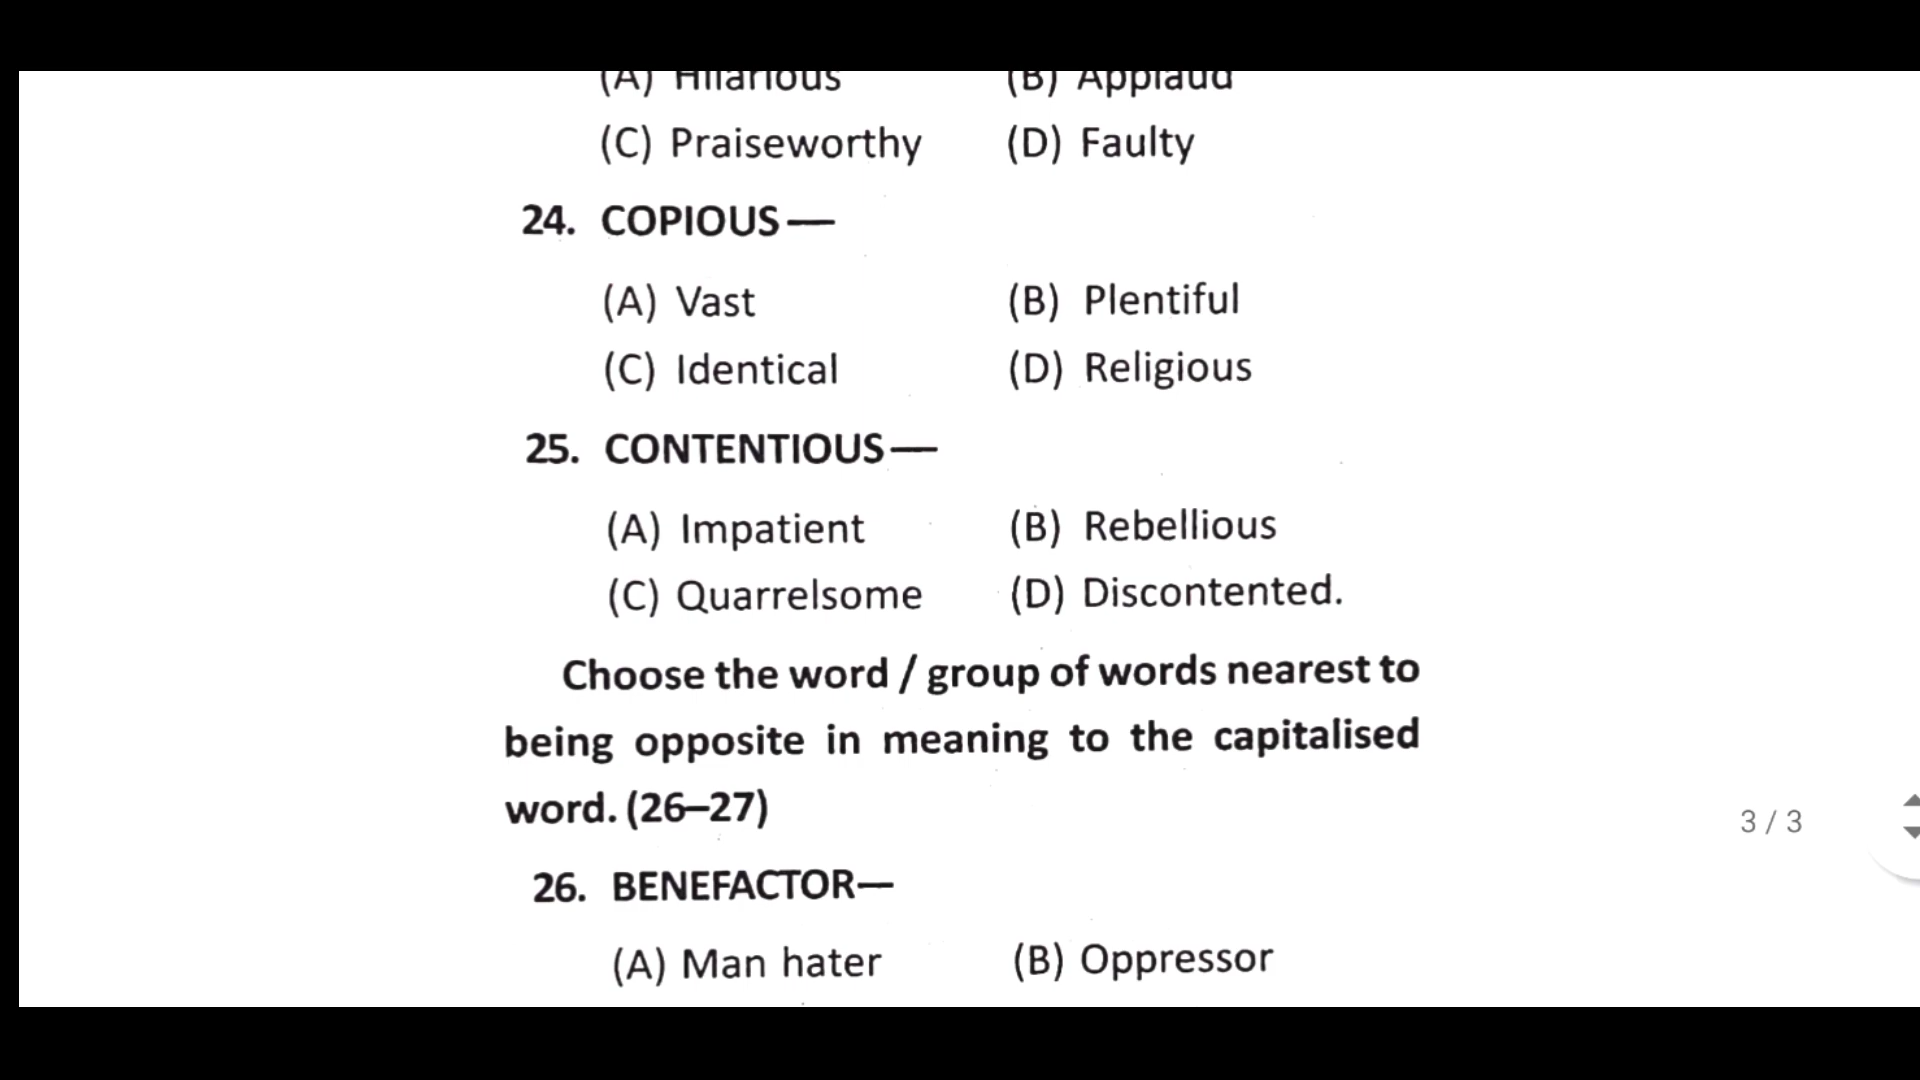 (A) Hilarious (B) Applaud
(C) Praiseworthy (D) Faulty
24. COPIOUS—
(A) Vast (B) Plentiful
(C) Identical (D) Religious
25. CONTENTIOUS—
(A) Impatient (B) Rebellious
(C) Quarrelsome (D) Discontented.
Choose the word / group of words nearest to
being opposite in meaning to the capitalised
word. (26–27)
3 / 3
26. BENEFACTOR—
(A) Man hater (B) Oppressor